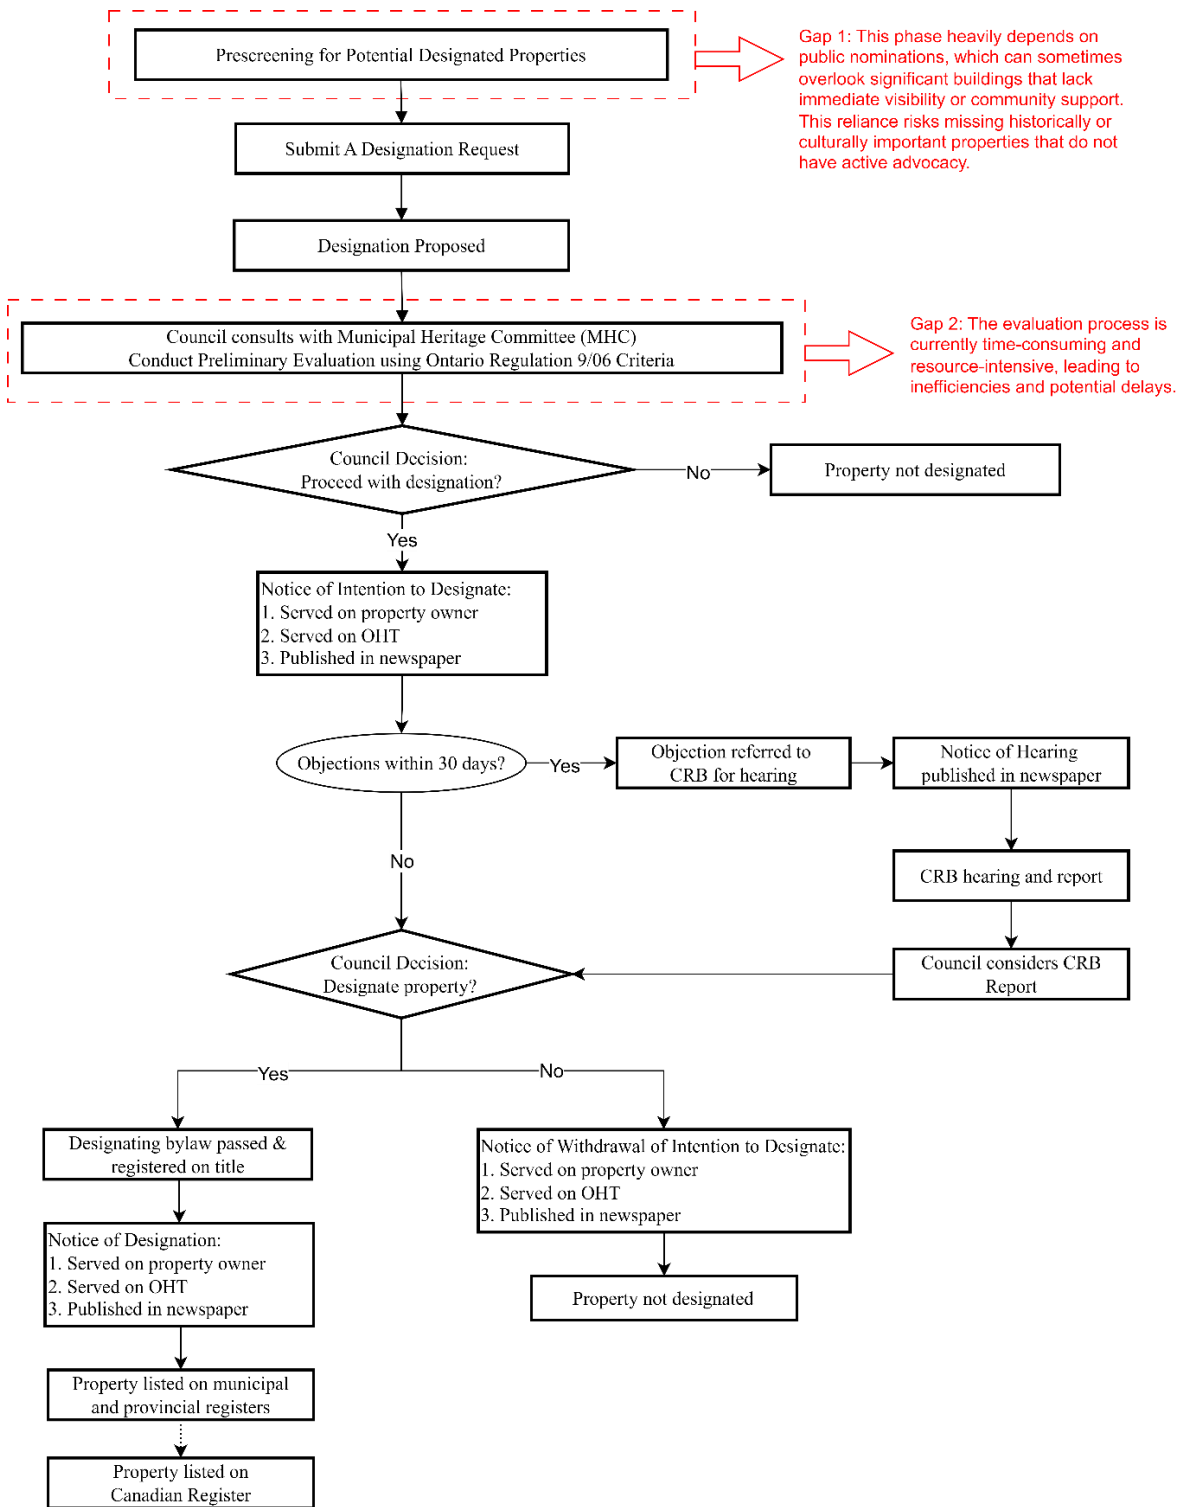 Prescreening for Potential Designated Properties
Gap 1: This phase heavily depends on
public nominations, which can sometimes
overlook significant buildings that lack
immediate visibility or community support.
This reliance risks missing historically or
culturally important properties that do not
have active advocacy.
Submit A Designation Request
Designation Proposed
Council consults with Municipal Heritage Committee (MHC)
Conduct Preliminary Evaluation using Ontario Regulation 9/06 Criteria
Gap 2: The evaluation process is
currently time-consuming and
resource-intensive, leading to
inefficiencies and potential delays.
Council Decision:
Proceed with designation?
No
Property not designated
Yes
Notice of Intention to Designate:
1. Served on property owner
2. Served on OHT
3. Published in newspaper
Objections within 30 days?
Yes
Objection referred to
CRB for hearing
Notice of Hearing
published in newspaper
No
CRB hearing and report
Council Decision:
Designate property?
Council considers CRB
Report
Yes
No
Designating bylaw passed &
registered on title
Notice of Withdrawal of Intention to Designate:
1. Served on property owner
2. Served on OHT
3. Published in newspaper
Notice of Designation:
1. Served on property owner
2. Served on OHT
3. Published in newspaper
Property not designated
Property listed on municipal
and provincial registers
Property listed on
Canadian Register